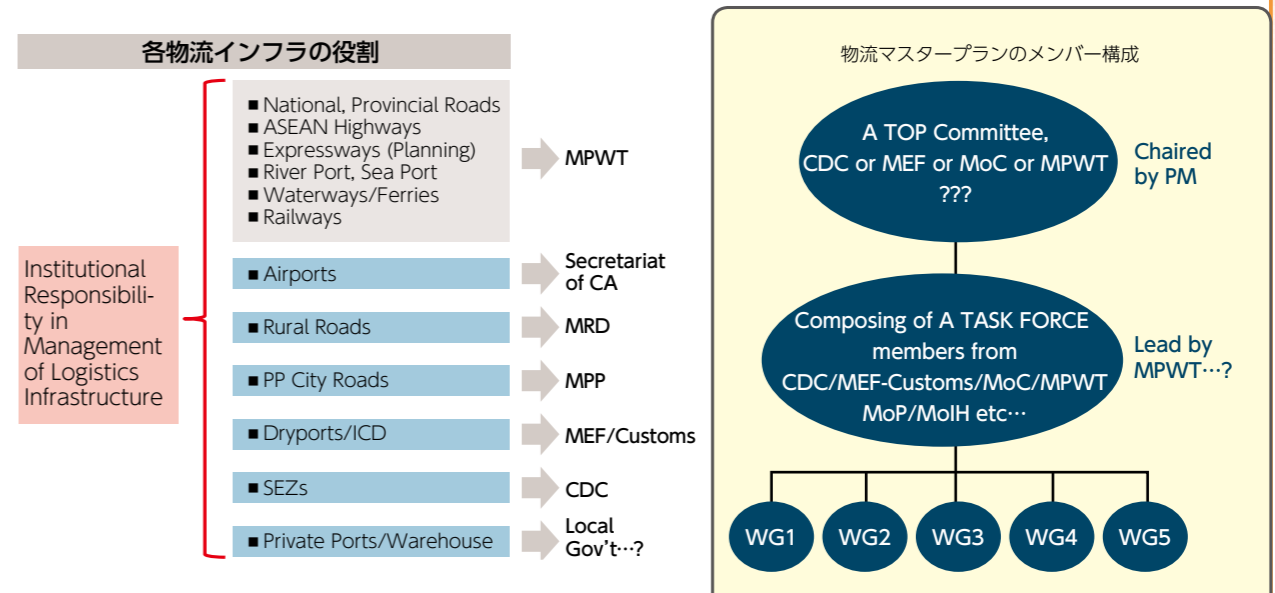 各物流インフラの役割
Institutional
Responsibili-
ty in
Management
of Logistics
Infrastructure
■ National, Provincial Roads
■ ASEAN Highways
■ Expressways (Planning)
■ River Port, Sea Port
■ Waterways/Ferries
■ Railways
MPWT
■ Airports
Secretariat
of CA
■ Rural Roads
MRD
■ PP City Roads
MPP
■ Dryports/ICD
MEF/Customs
■ SEZs
CDC
■ Private Ports/Warehouse
Local
Gov't…?
物流マスタープランのメンバー構成
A TOP Committee,
CDC or MEF or MoC or MPWT
???
Chaired
by PM
Composing of A TASK FORCE
members from
CDC/MEF-Customs/MoC/MPWT
MoP/MoIH etc…
Lead by
MPWT…?
WG1
WG2
WG3
WG4
WG5